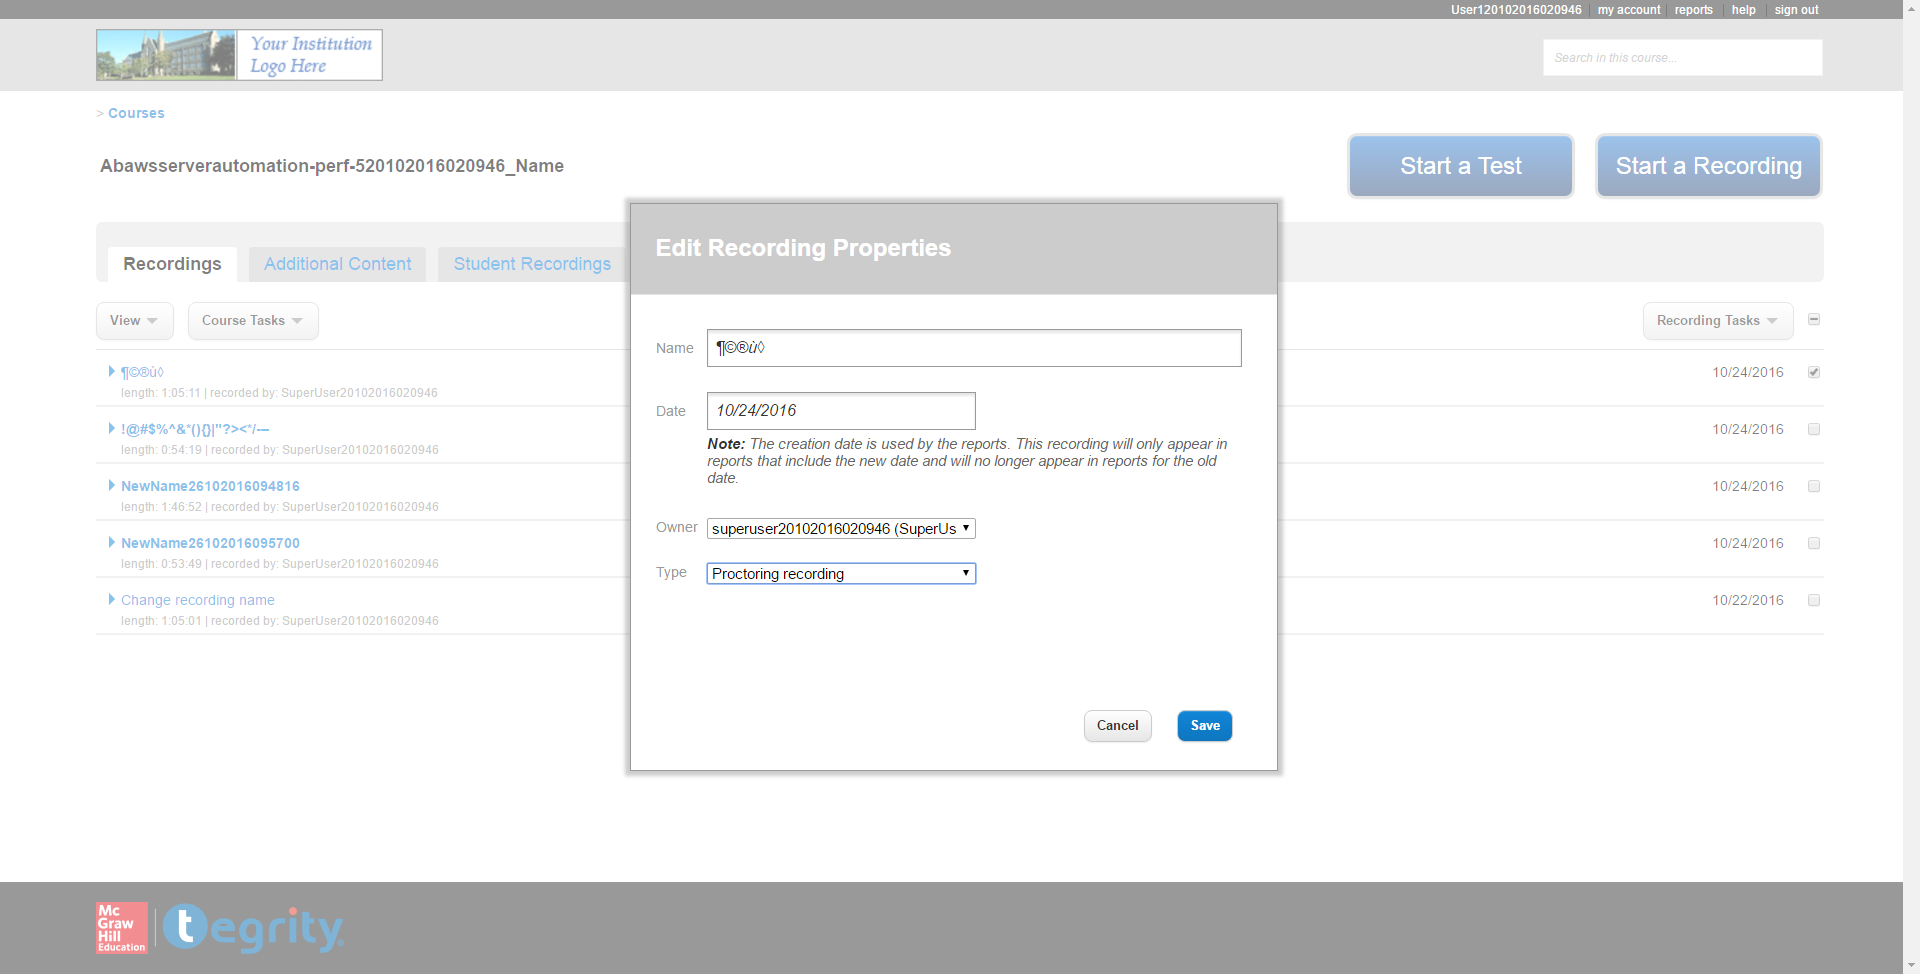 User120102016020946 my account reports help sign out
Your Institution
Logo Here
Search in this course...
> Courses
Abawsserverautomation-perf-520102016020946_Name
Start a Test
Start a Recording
Recordings
Additional Content
Student Recordings
View
Course Tasks
Recording Tasks
¶©®ù◊
10/24/2016
length: 1:05:11 | recorded by: SuperUser20102016020946
!@#$%^&*(){}|"?><*/---
10/24/2016
length: 0:54:19 | recorded by: SuperUser20102016020946
NewName26102016094816
10/24/2016
length: 1:46:52 | recorded by: SuperUser20102016020946
NewName26102016095700
10/24/2016
length: 0:53:49 | recorded by: SuperUser20102016020946
Change recording name
10/22/2016
length: 1:05:01 | recorded by: SuperUser20102016020946
Edit Recording Properties
Name
¶©®ù◊
Date
10/24/2016
Note: The creation date is used by the reports. This recording will only appear in
reports that include the new date and will no longer appear in reports for the old
date.
Owner
superuser20102016020946 (SuperUs
Type
Proctoring recording
Cancel
Save
Mc
Graw
Hill
Education
tegrity